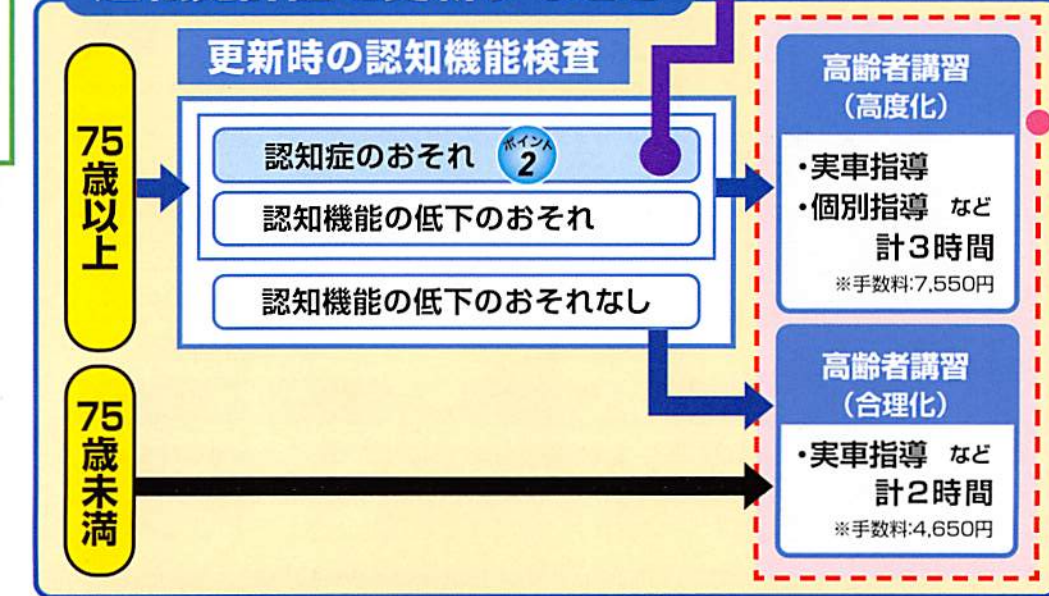 更新時の認知機能検査
75歳以上
認知症のおそれ
ポイント
2
認知機能の低下のおそれ
認知機能の低下のおそれなし
高齢者講習
(高度化)
・実車指導
・個別指導 など
計3時間
※手数料:7,550円
75歳未満
高齢者講習
(合理化)
・実車指導 など
計2時間
※手数料:4,650円